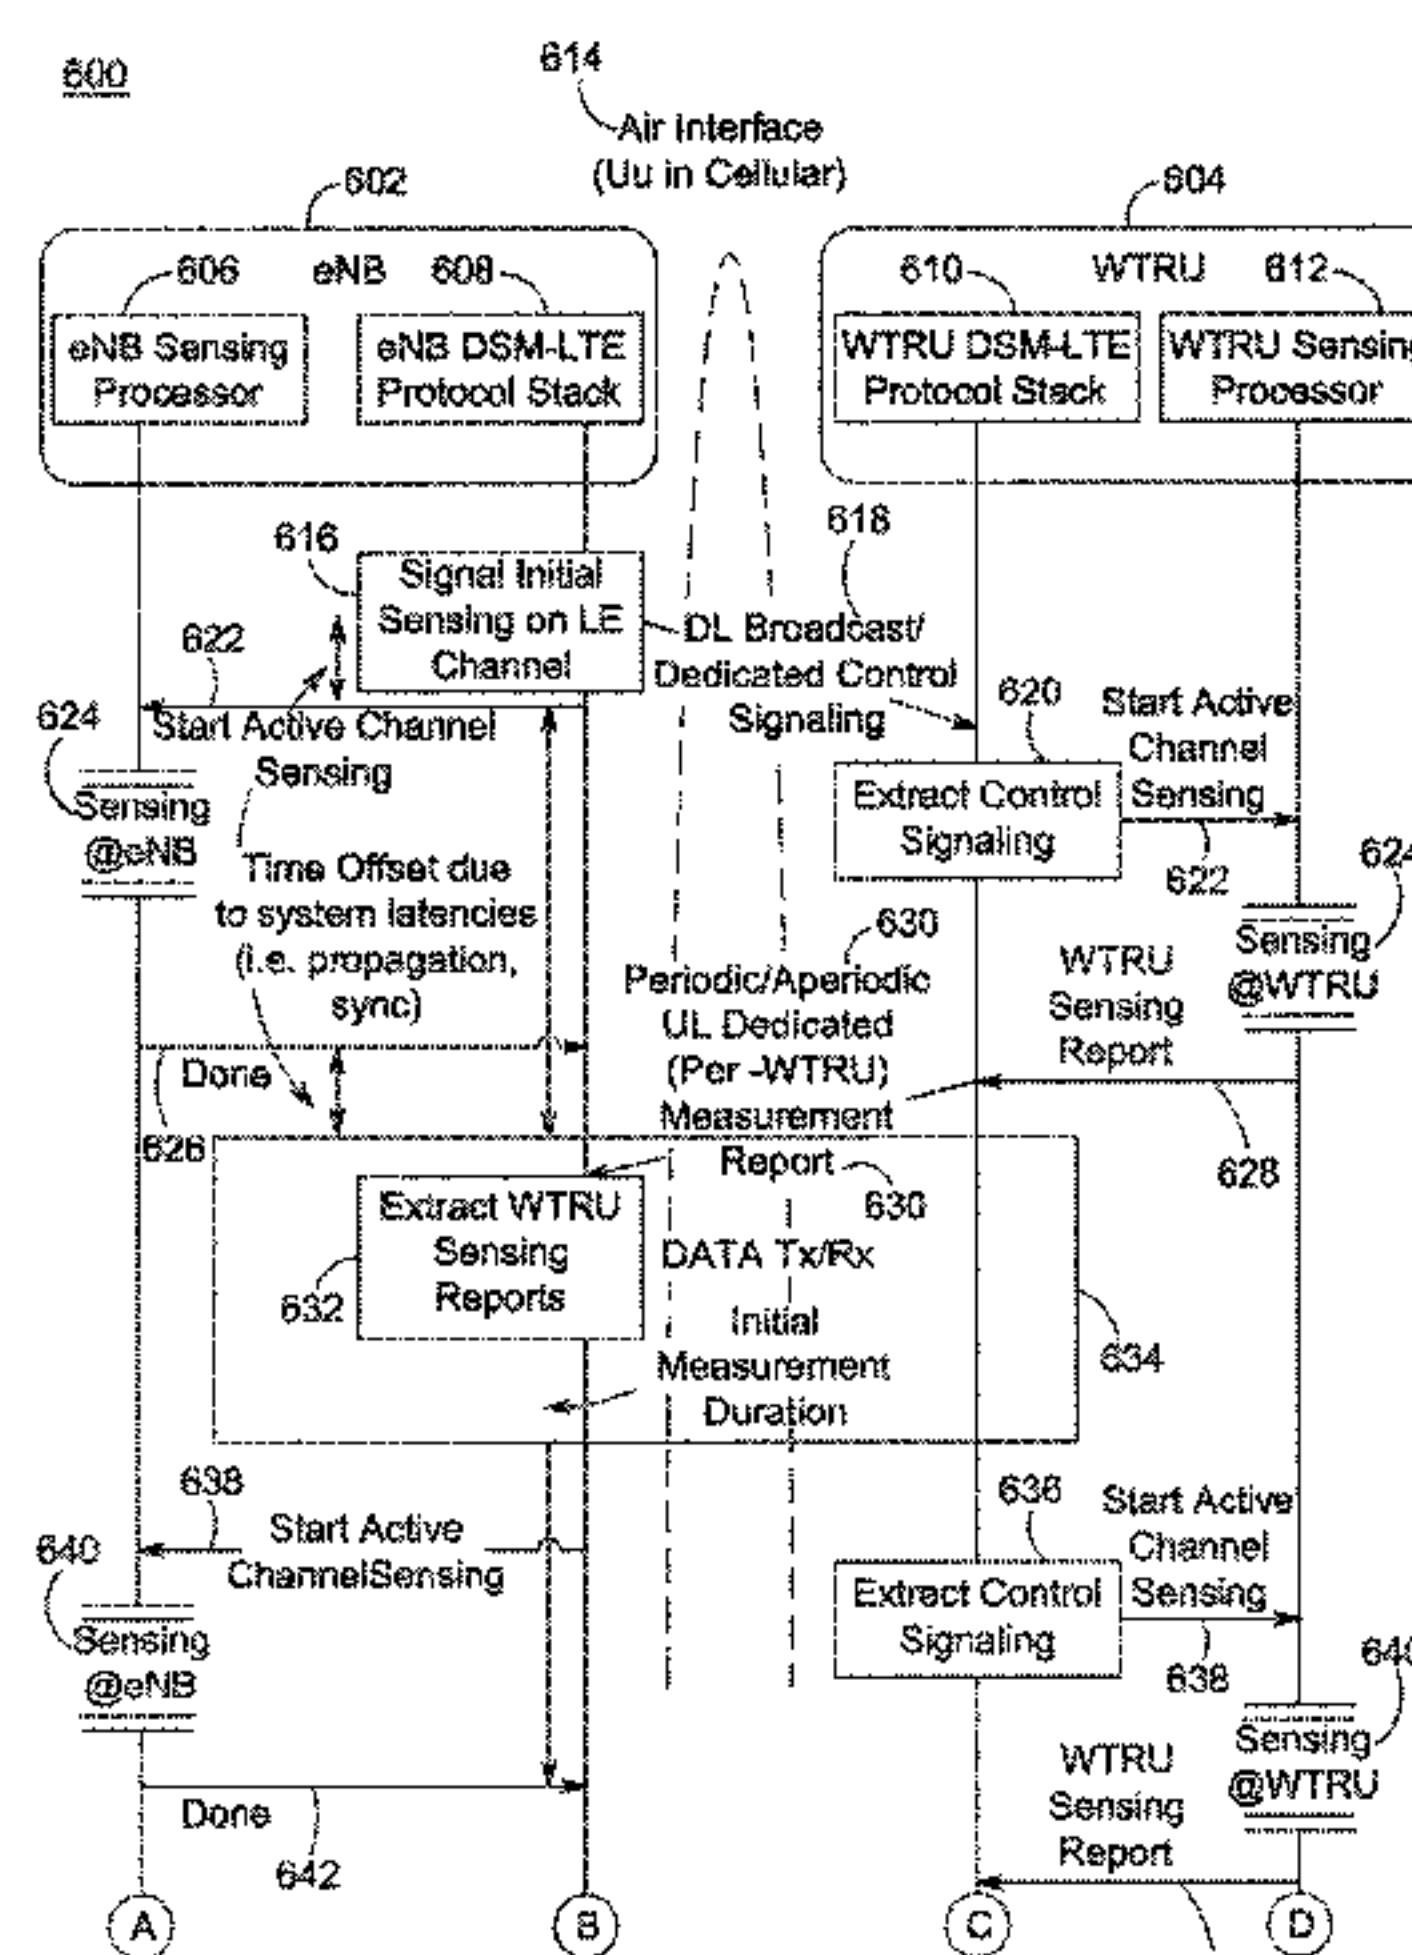 600
614
Air Interface
(Uu in Cellular)
602
604
606
eNB
608
610
WTRU
612
eNB Sensing
Processor
eNB DSM-LTE
Protocol Stack
WTRU DSM-LTE
Protocol Stack
WTRU Sensing
Processor
616
Signal Initial
Sensing on LE
Channel
618
DL Broadcast/
Dedicated Control
Signaling
622
Start Active Channel
Sensing
624
Sensing
@eNB
620
Extract Control
Signaling
Start Active
Channel
Sensing
622
624
Sensing
@WTRU
Time Offset due
to system latencies
(i.e. propagation,
sync)
630
Periodic/Aperiodic
UL Dedicated
(Per -WTRU)
Measurement
Report
630
WTRU
Sensing
Report
628
Done
626
Extract WTRU
Sensing
Reports
632
DATA Tx/Rx
Initial
Measurement
Duration
634
638
Start Active
ChannelSensing
640
Sensing
@eNB
636
Extract Control
Signaling
Start Active
Channel
Sensing
638
640
Sensing
@WTRU
Done
642
WTRU
Sensing
Report
A
B
C
D